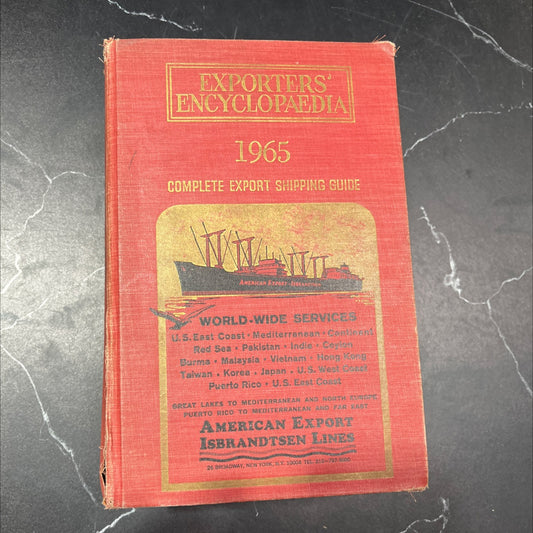 EXPORTERS'
ENCYCLOPAEDIA
1965
COMPLETE EXPORT SHIPPING GUIDE
AMERICAN EXPORT ISBRANDTSEN
WORLD-WIDE SERVICES
U.S. East Coast • Mediterranean •
Red Sea • Pakistan • India • Ceylon
Burma • Malaysia • Vietnam • Hong Kong
Taiwan • Korea • Japan • U.S. West Coast
Puerto Rico • U.S. East Coast
GREAT LAKES TO MEDITERRANEAN AND NORTH EUROPE
PUERTO RICO TO MEDITERRANEAN AND FAR EAST
AMERICAN EXPORT
ISBRANDTSEN LINES
26 BROADWAY, NEW YORK, N.Y. 10004 TEL.